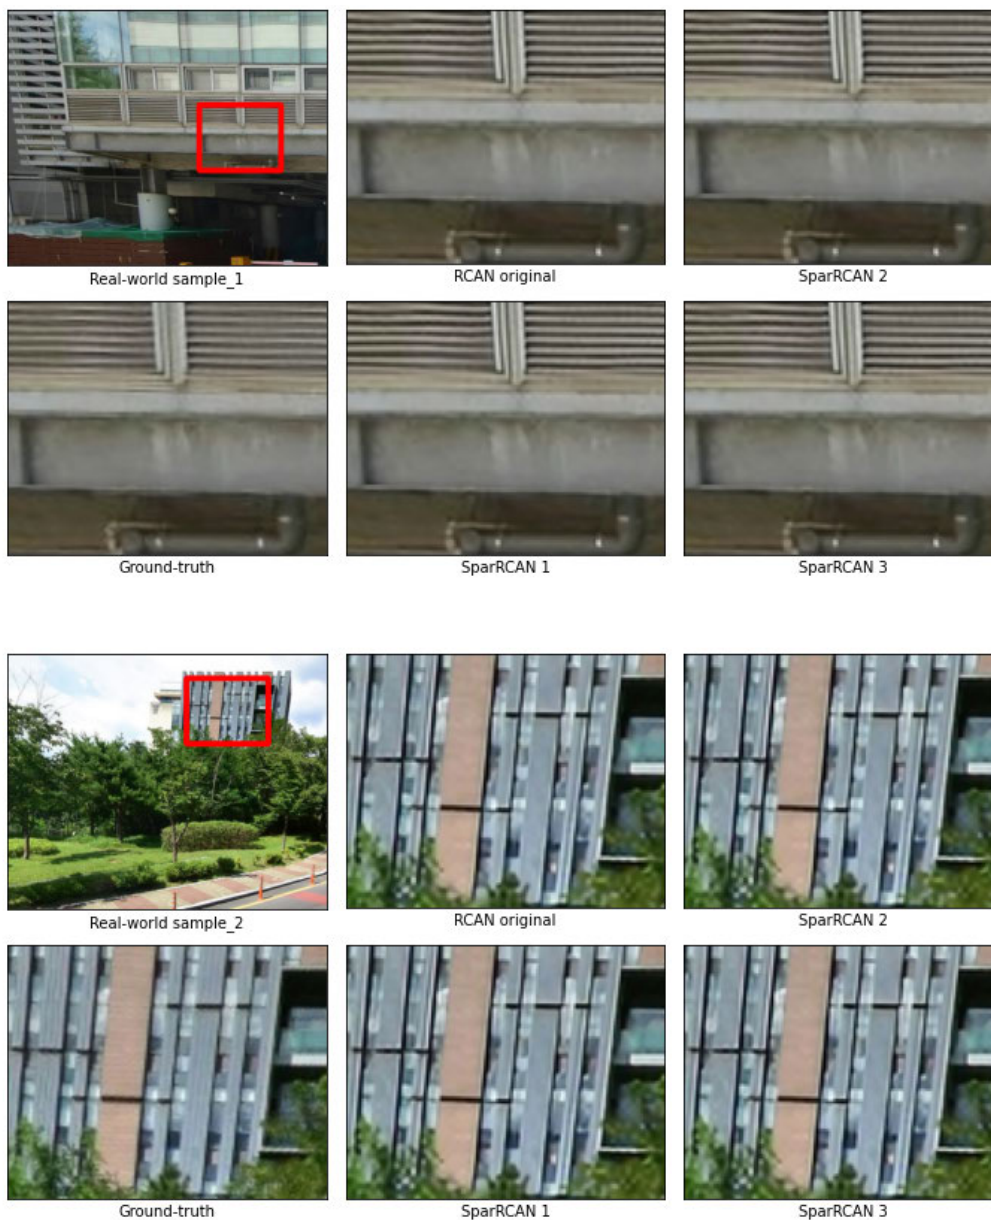 Real-world sample_1
RCAN original
SparRCAN 2
Ground-truth
SparRCAN 1
SparRCAN 3
Real-world sample_2
RCAN original
SparRCAN 2
Ground-truth
SparRCAN 1
SparRCAN 3